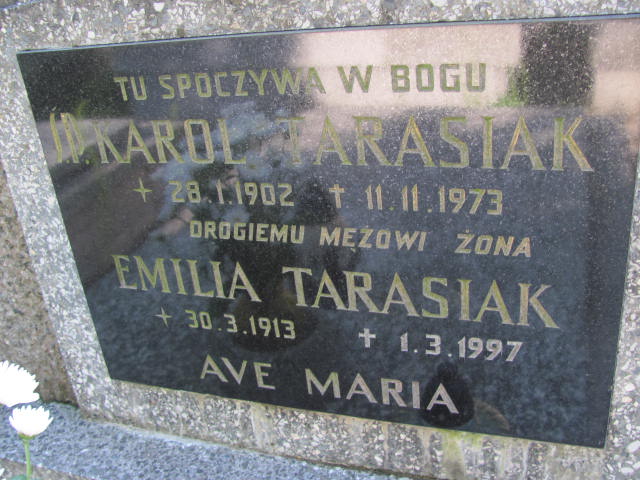 TU SPOCZYWA W BOGU
ŚP. KAROL TARASIAK
28.1.1902 ✝ 11.11.1973
DROGIEMU MĘŻOWI ŻONA
EMILIA TARASIAK
30.3.1913 ✝ 1.3.1997
AVE MARIA